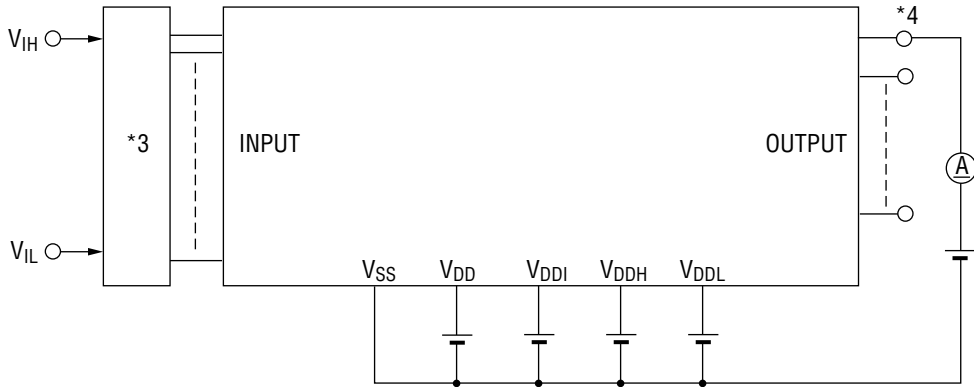 *4
V_IH
*3
INPUT
OUTPUT
A
V_IL
V_SS
V_DD
V_DDI
V_DDH
V_DDL